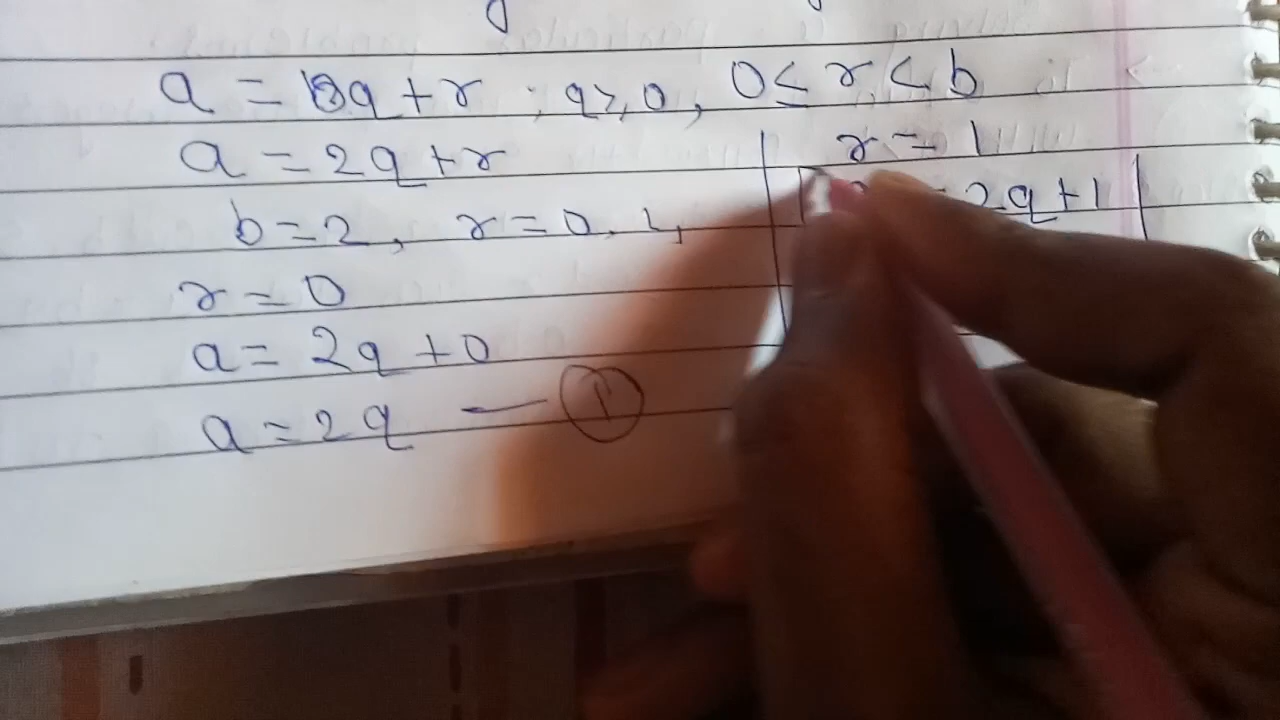 a = Bq + r ; q ≥ 0, 0 ≤ r < b
a = 2q + r
b = 2, r = 0, 1,
r = 0
a = 2q + 0
a = 2q — ①
r = 1
= 2q + 1